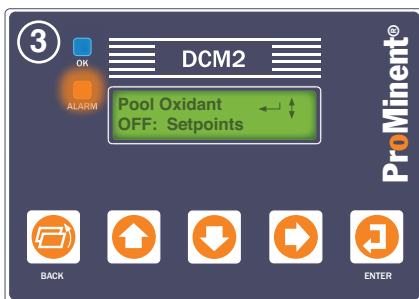 3
OK
DCM2
ALARM
Pool Oxidant
OFF: Setpoints
ProMinent®
BACK
ENTER